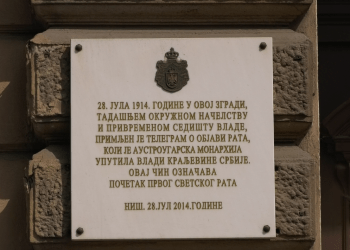 28. ЈУЛА 1914. ГОДИНЕ У ОВОЈ ЗГРАДИ,
ТАДАШЊЕМ ОКРУЖНОМ НАЧЕЛСТВУ
И ПРИВРЕМЕНОМ СЕДИШТУ ВЛАДЕ,
ПРИМЉЕН ЈЕ ТЕЛЕГРАМ О ОБЈАВИ РАТА,
КОЈИ ЈЕ АУСТРОУГАРСКА МОНАРХИЈА
УПУТИЛА ВЛАДИ КРАЉЕВИНЕ СРБИЈЕ.
ОВАЈ ЧИН ОЗНАЧАВА
ПОЧЕТАК ПРВОГ СВЕТСКОГ РАТА
НИШ. 28.ЈУЛ 2014.ГОДИНЕ